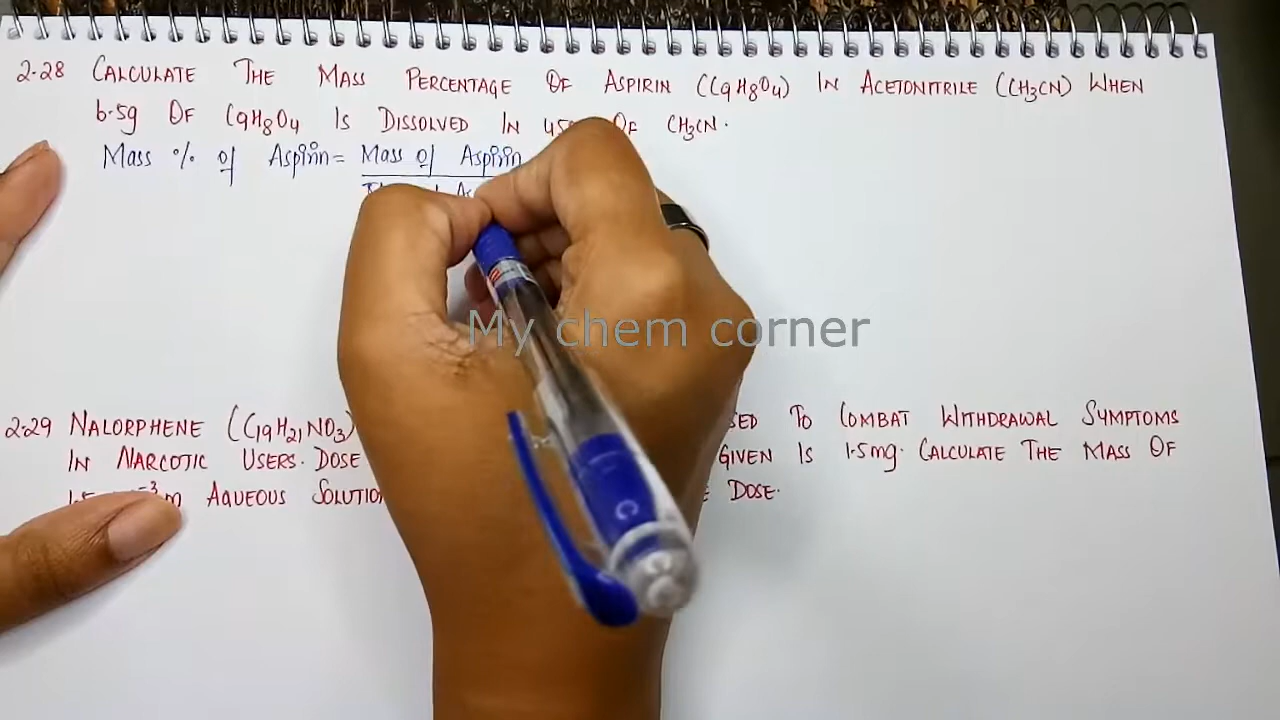 2.28 CALCULATE THE MASS PERCENTAGE OF ASPIRIN (C9H8O4) IN ACETONITRILE (CH3CN) WHEN
6.5g OF C9H8O4 IS DISSOLVED IN OF CH3CN.
Mass % of Aspirin = Mass of Aspirin
My chem corner
2.29 NALORPHENE (C19H21NO3) TO COMBAT WITHDRAWAL SYMPTOMS
IN NARCOTIC USERS. DOSE GIVEN IS 1.5mg. CALCULATE THE MASS OF
AQUEOUS DOSE.